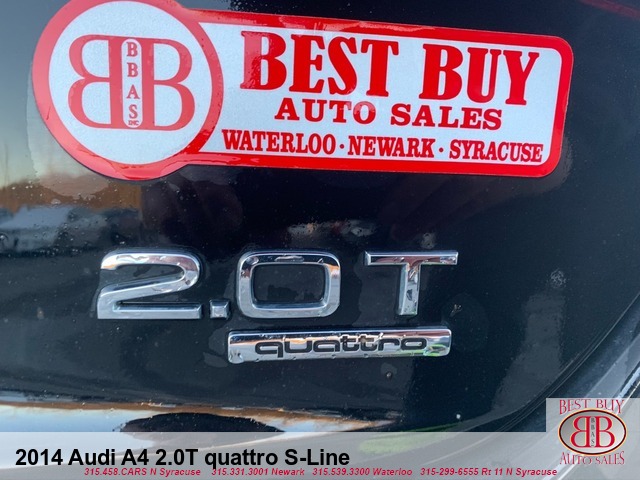 BBAS INC
BB
BEST BUY
AUTO SALES
WATERLOO · NEWARK · SYRACUSE
2.0T
quattro
BEST BUY
BB
AUTO SALES
2014 Audi A4 2.0T quattro S-Line
315.458.CARS N Syracuse 315.331.3001 Newark 315.539.3300 Waterloo 315-299-6555 Rt 11 N Syracuse